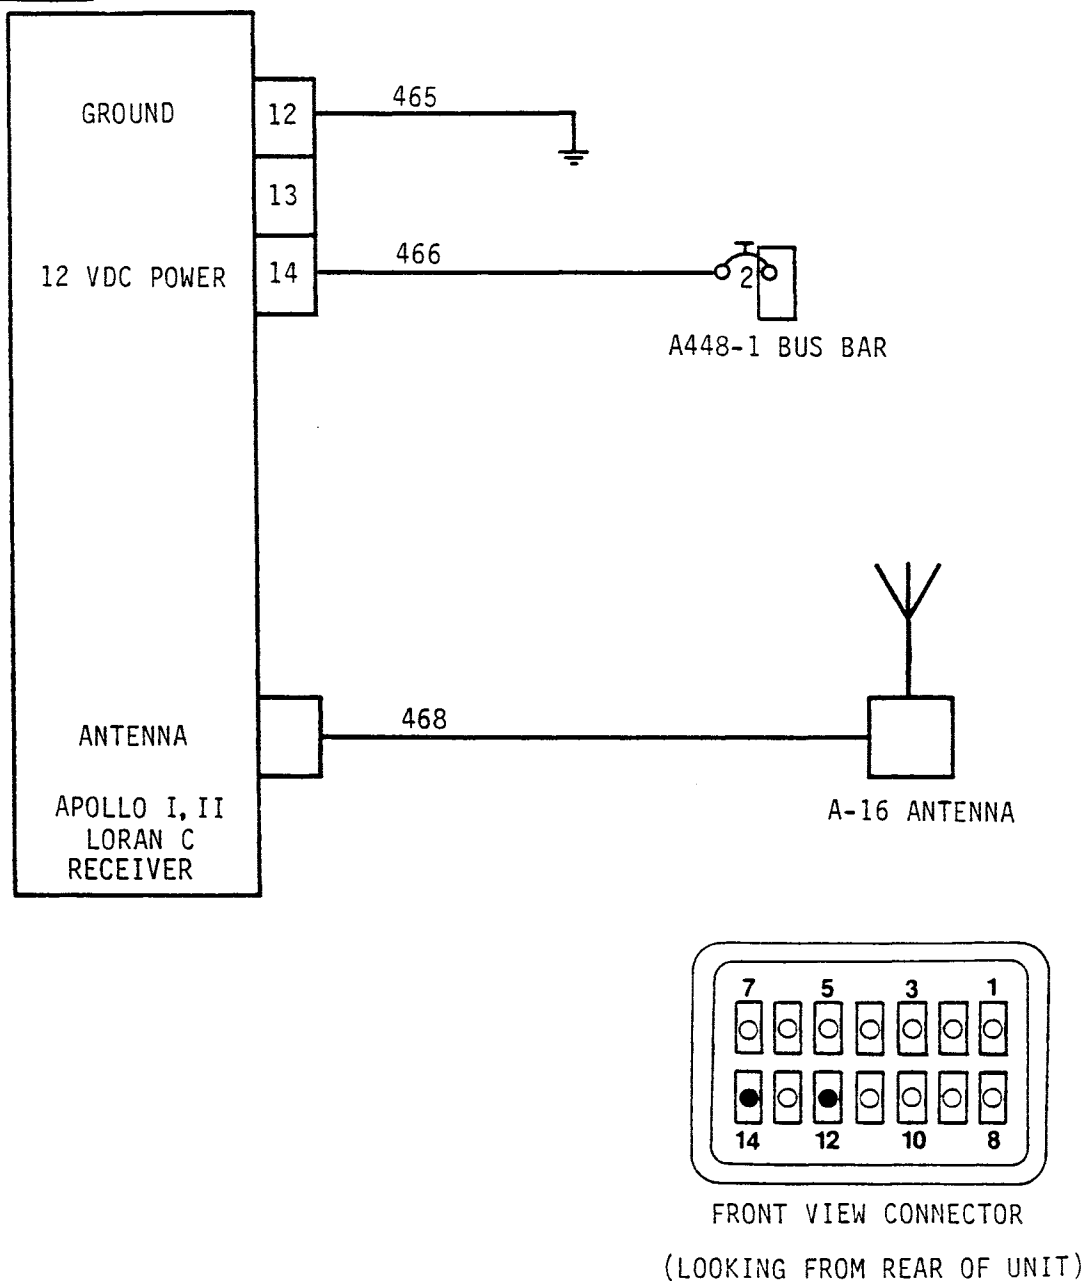 465
GROUND 12
13
466
12 VDC POWER 14
2
A448-1 BUS BAR
468
ANTENNA
APOLLO I, II
LORAN C
RECEIVER
A-16 ANTENNA
7 5 3 1
14 12 10 8
FRONT VIEW CONNECTOR
(LOOKING FROM REAR OF UNIT)